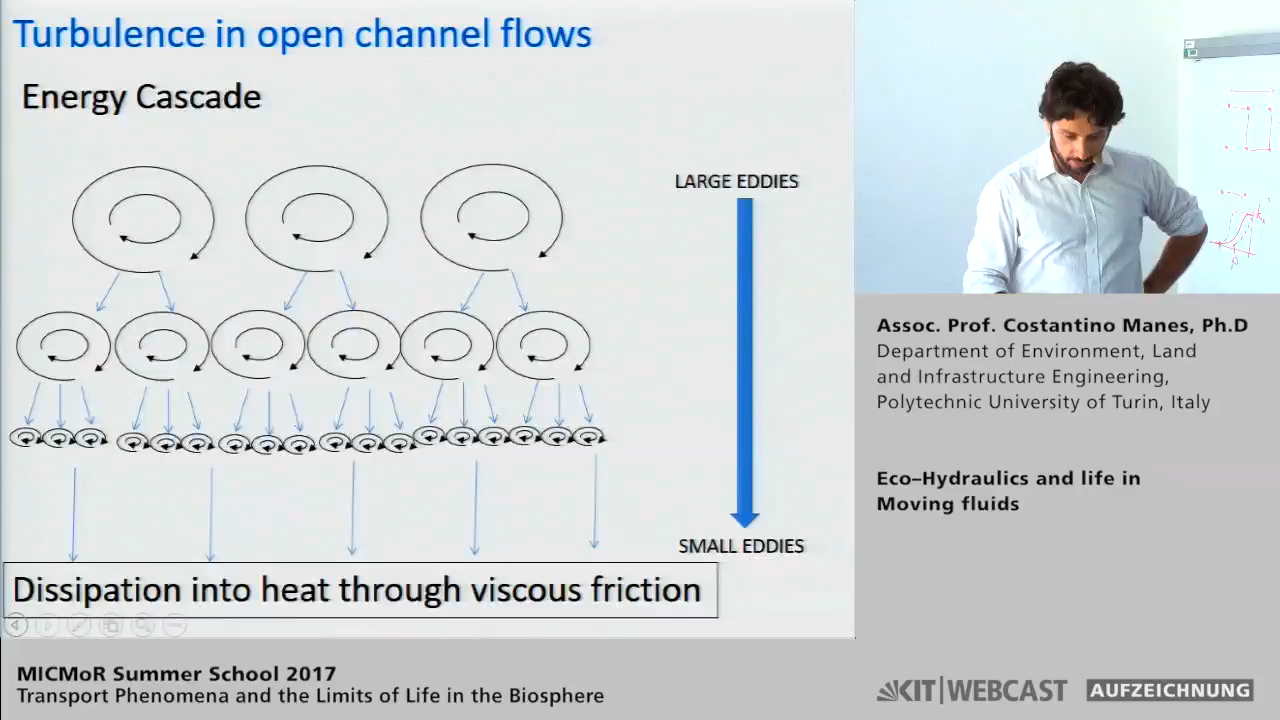 Turbulence in open channel flows
Energy Cascade
LARGE EDDIES
SMALL EDDIES
Dissipation into heat through viscous friction
Assoc. Prof. Costantino Manes, Ph.D
Department of Environment, Land
and Infrastructure Engineering,
Polytechnic University of Turin, Italy
Eco–Hydraulics and life in
Moving fluids
MICMoR Summer School 2017
Transport Phenomena and the Limits of Life in the Biosphere
KIT|WEBCAST AUFZEICHNUNG